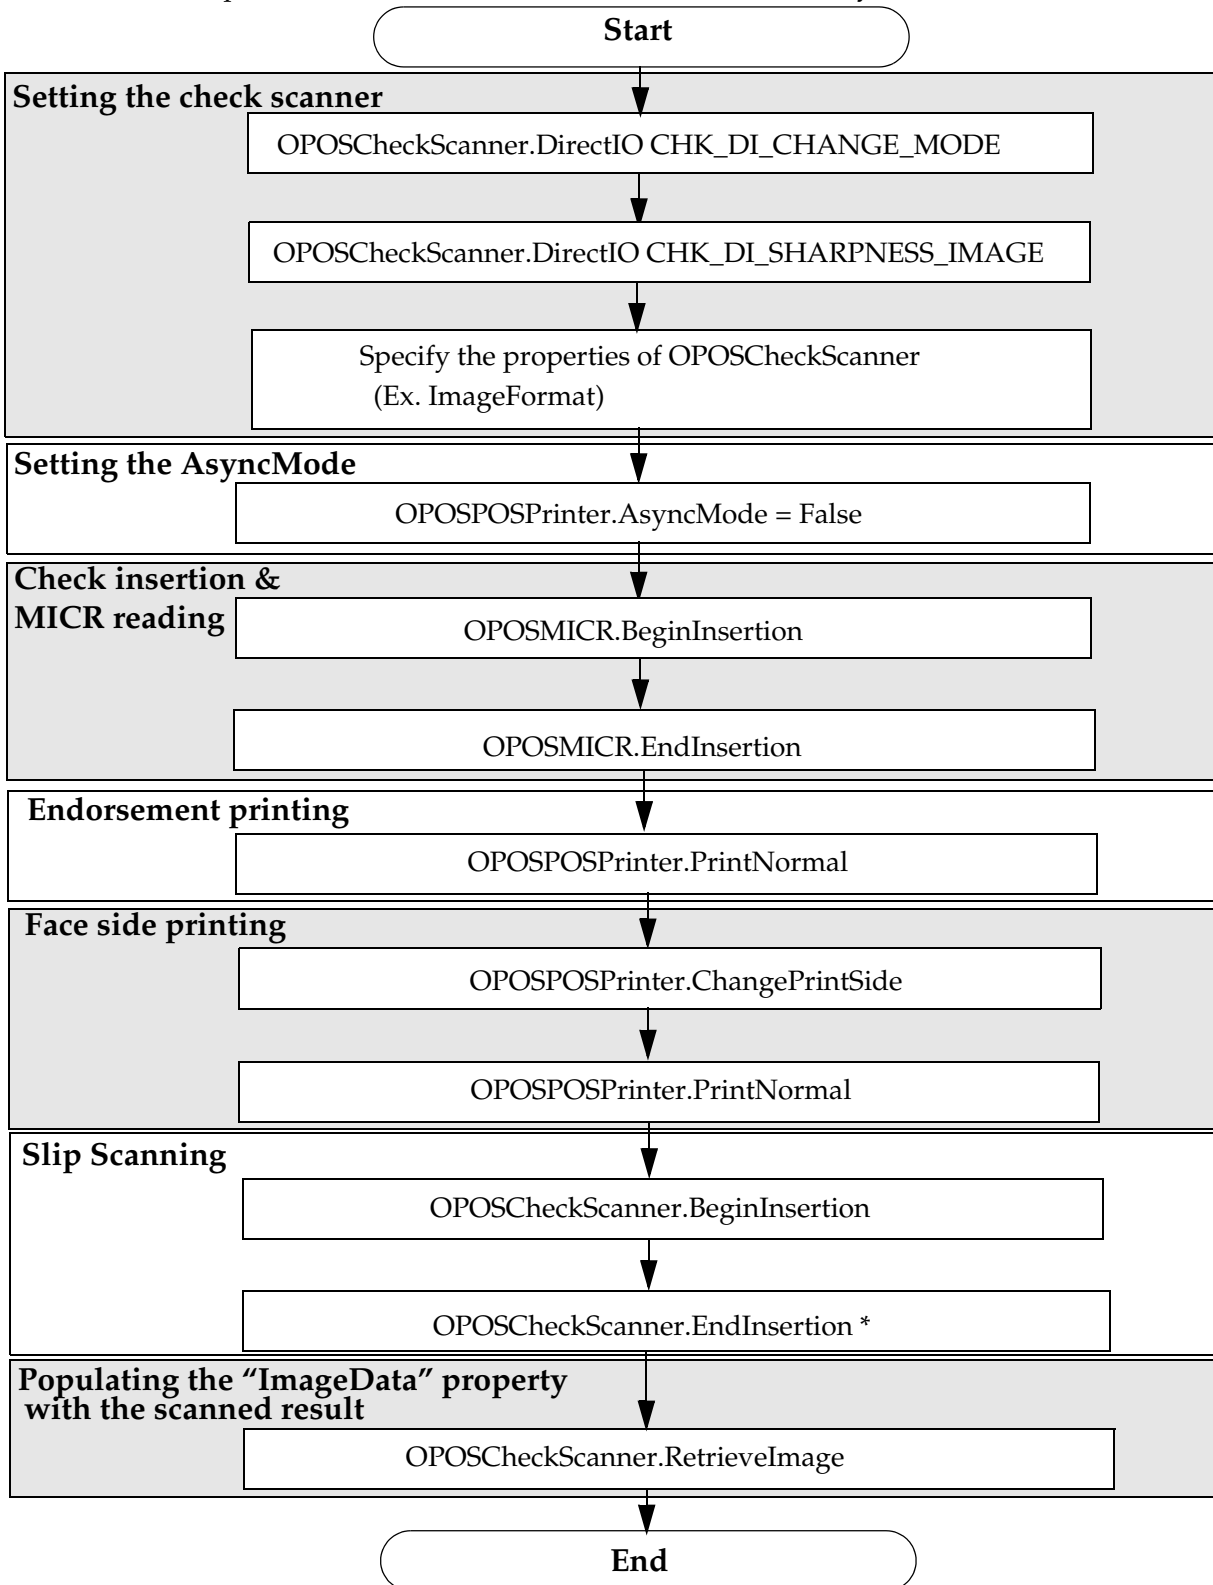 Start
Setting the check scanner
OPOSCheckScanner.DirectIO CHK_DI_CHANGE_MODE
OPOSCheckScanner.DirectIO CHK_DI_SHARPNESS_IMAGE
Specify the properties of OPOSCheckScanner
(Ex. ImageFormat)
Setting the AsyncMode
OPOSPOSPrinter.AsyncMode = False
Check insertion &
MICR reading
OPOSMICR.BeginInsertion
OPOSMICR.EndInsertion
Endorsement printing
OPOSPOSPrinter.PrintNormal
Face side printing
OPOSPOSPrinter.ChangePrintSide
OPOSPOSPrinter.PrintNormal
Slip Scanning
OPOSCheckScanner.BeginInsertion
OPOSCheckScanner.EndInsertion *
Populating the “ImageData” property
with the scanned result
OPOSCheckScanner.RetrieveImage
End